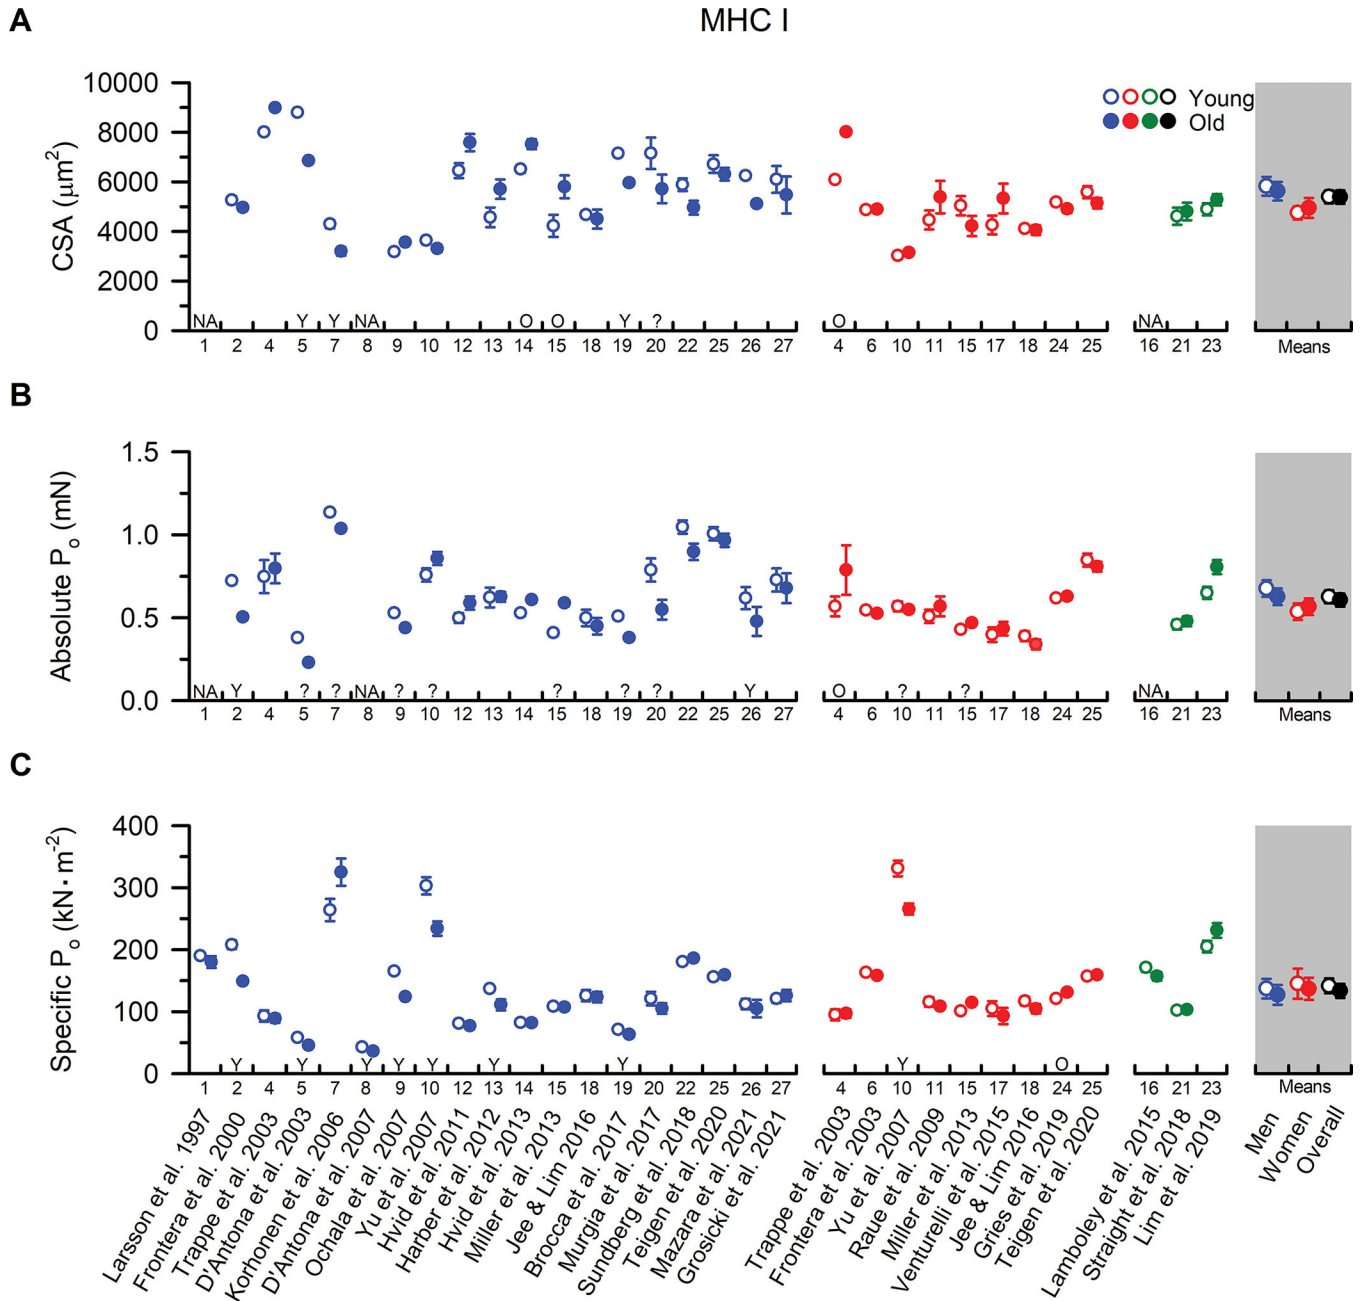 A
MHC I
CSA (μm²)
10000
8000
6000
4000
2000
0
Young
Old
NA Y Y NA O O Y ? O NA
1 2 4 5 7 8 9 10 12 13 14 15 18 19 20 22 25 26 27 4 6 10 11 15 17 18 24 25 16 21 23 Means
B
Absolute Po (mN)
1.5
1.0
0.5
0.0
NA Y ? ? NA ? ? ? ? ? Y O ? ? NA
1 2 4 5 7 8 9 10 12 13 14 15 18 19 20 22 25 26 27 4 6 10 11 15 17 18 24 25 16 21 23 Means
C
Specific Po (kN·m-2)
400
300
200
100
0
Y Y Y Y Y Y Y Y O
1 2 4 5 7 8 9 10 12 13 14 15 18 19 20 22 25 26 27 4 6 10 11 15 17 18 24 25 16 21 23 Means
Larsson et al. 1997
Frontera et al. 2000
Trappe et al. 2003
D'Antona et al. 2003
Korhonen et al. 2006
D'Antona et al. 2007
Ochala et al. 2007
Yu et al. 2007
Hvid et al. 2011
Harber et al. 2012
Hvid et al. 2013
Miller et al. 2013
Jee & Lim 2016
Brocca et al. 2017
Murgia et al. 2017
Sundberg et al. 2018
Teigen et al. 2020
Mazara et al. 2021
Grosicki et al. 2021
Trappe et al. 2003
Frontera et al. 2003
Yu et al. 2007
Raue et al. 2009
Miller et al. 2013
Venturelli et al. 2015
Jee & Lim 2016
Gries et al. 2019
Teigen et al. 2020
Lamboley et al. 2015
Straight et al. 2018
Lim et al. 2019
Men
Women
Overall